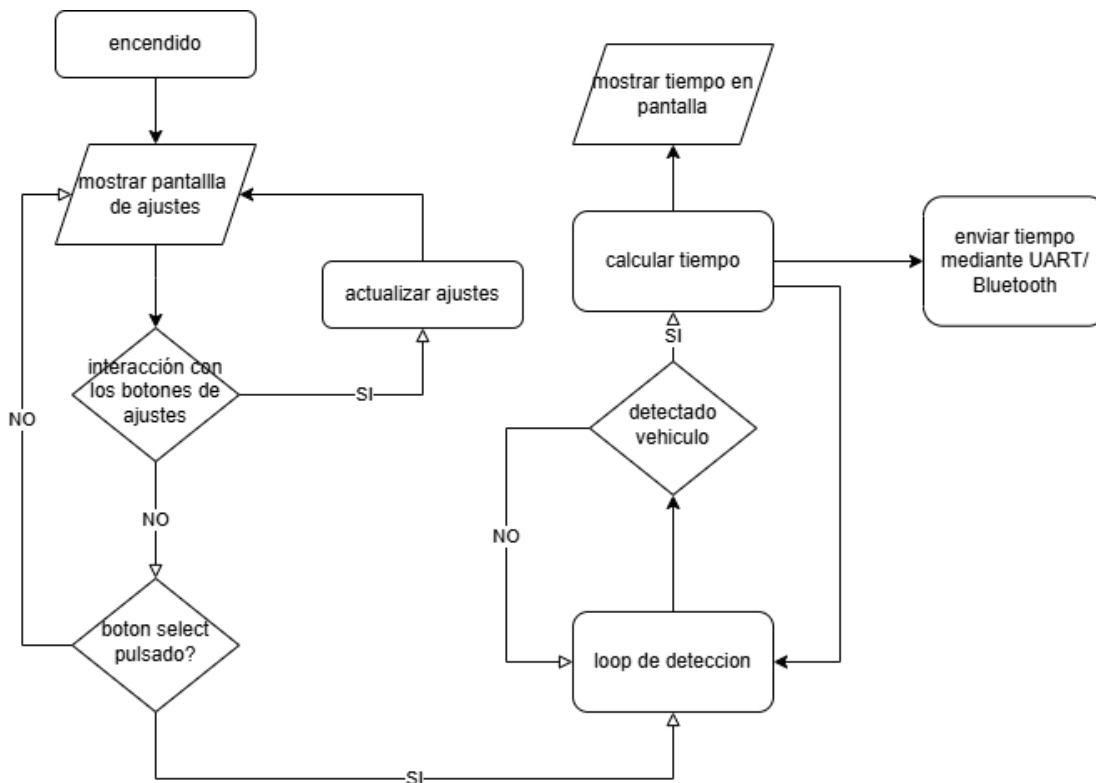 encendido
mostrar pantallla
de ajustes
actualizar ajustes
interacción con
los botones de
ajustes
SI
NO
NO
boton select
pulsado?
SI
mostrar tiempo en
pantalla
calcular tiempo
enviar tiempo
mediante UART/
Bluetooth
SI
detectado
vehiculo
NO
loop de deteccion